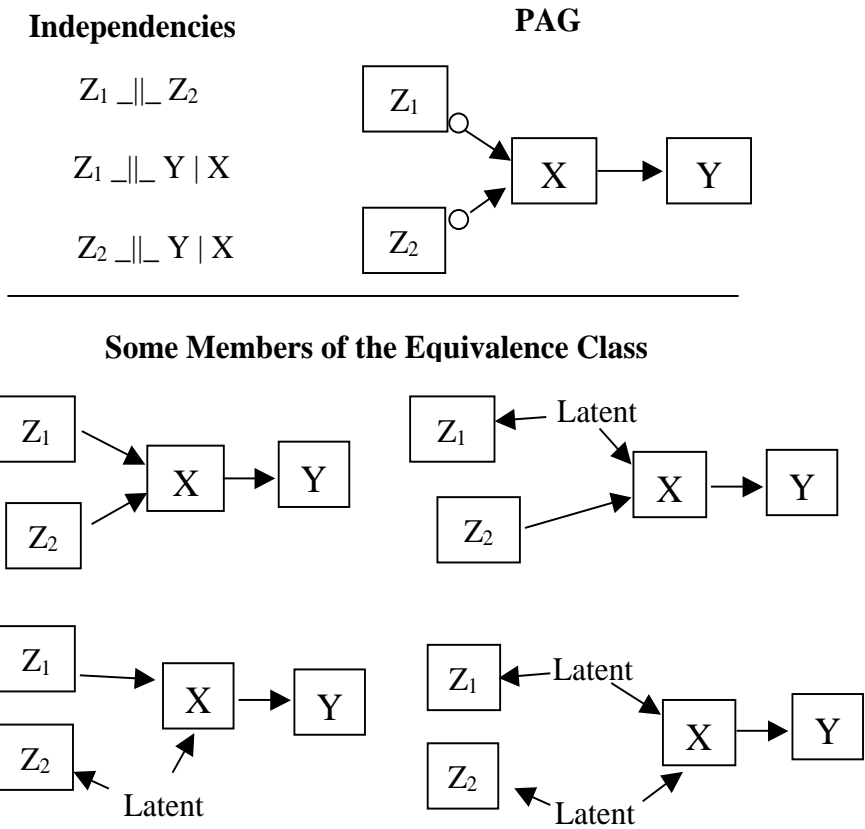 Independencies
PAG
Z₁ _||_ Z₂
Z₁ _||_ Y | X
Z₂ _||_ Y | X
Z₁
X
Y
Z₂
Some Members of the Equivalence Class
Z₁
X
Y
Z₂
Z₁
Latent
X
Y
Z₂
Z₁
X
Y
Z₂
Latent
Z₁
Latent
X
Y
Z₂
Latent